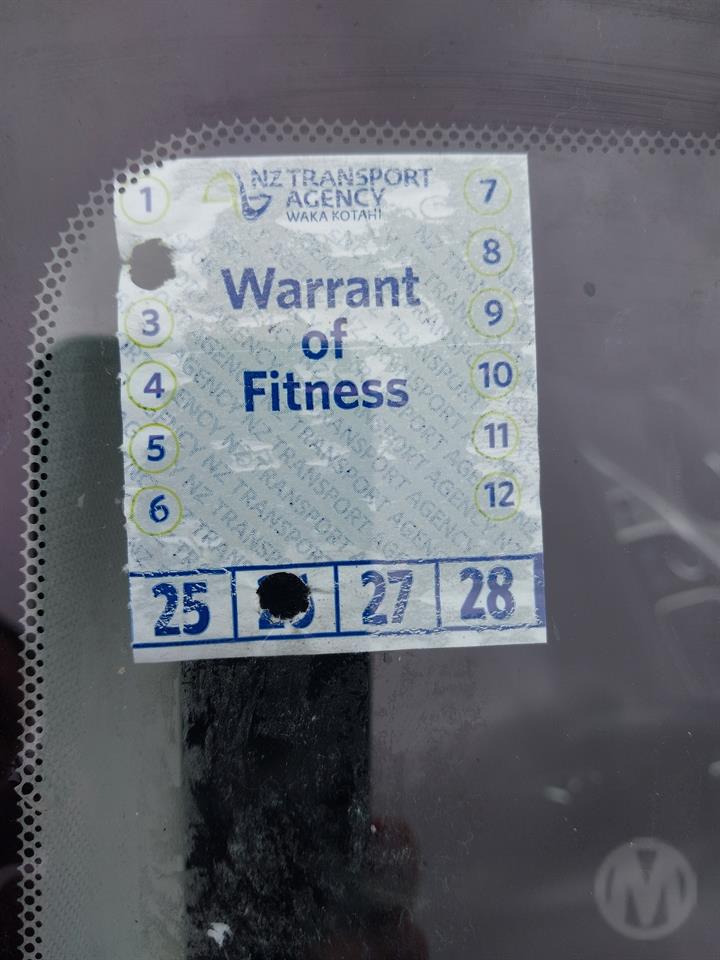 NZ TRANSPORT
AGENCY
WAKA KOTAHI
Warrant
of
Fitness
1
3
4
5
6
7
8
9
10
11
12
25
27
28
M